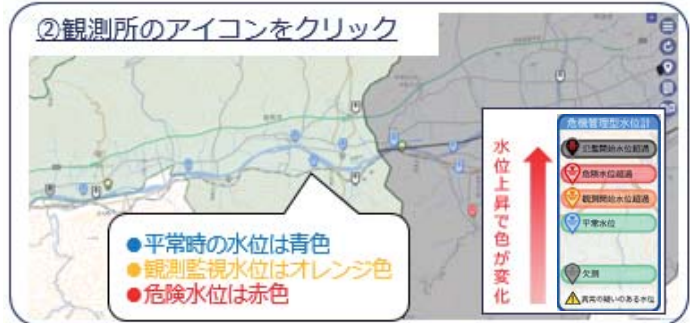 ②観測所のアイコンをクリック
●平常時の水位は青色
●観測監視水位はオレンジ色
●危険水位は赤色
水位上昇で色が変化
危機管理型水位計
氾濫開始水位超過
危険水位超過
観測開始水位超過
平常水位
欠測
異常の疑いのある水位